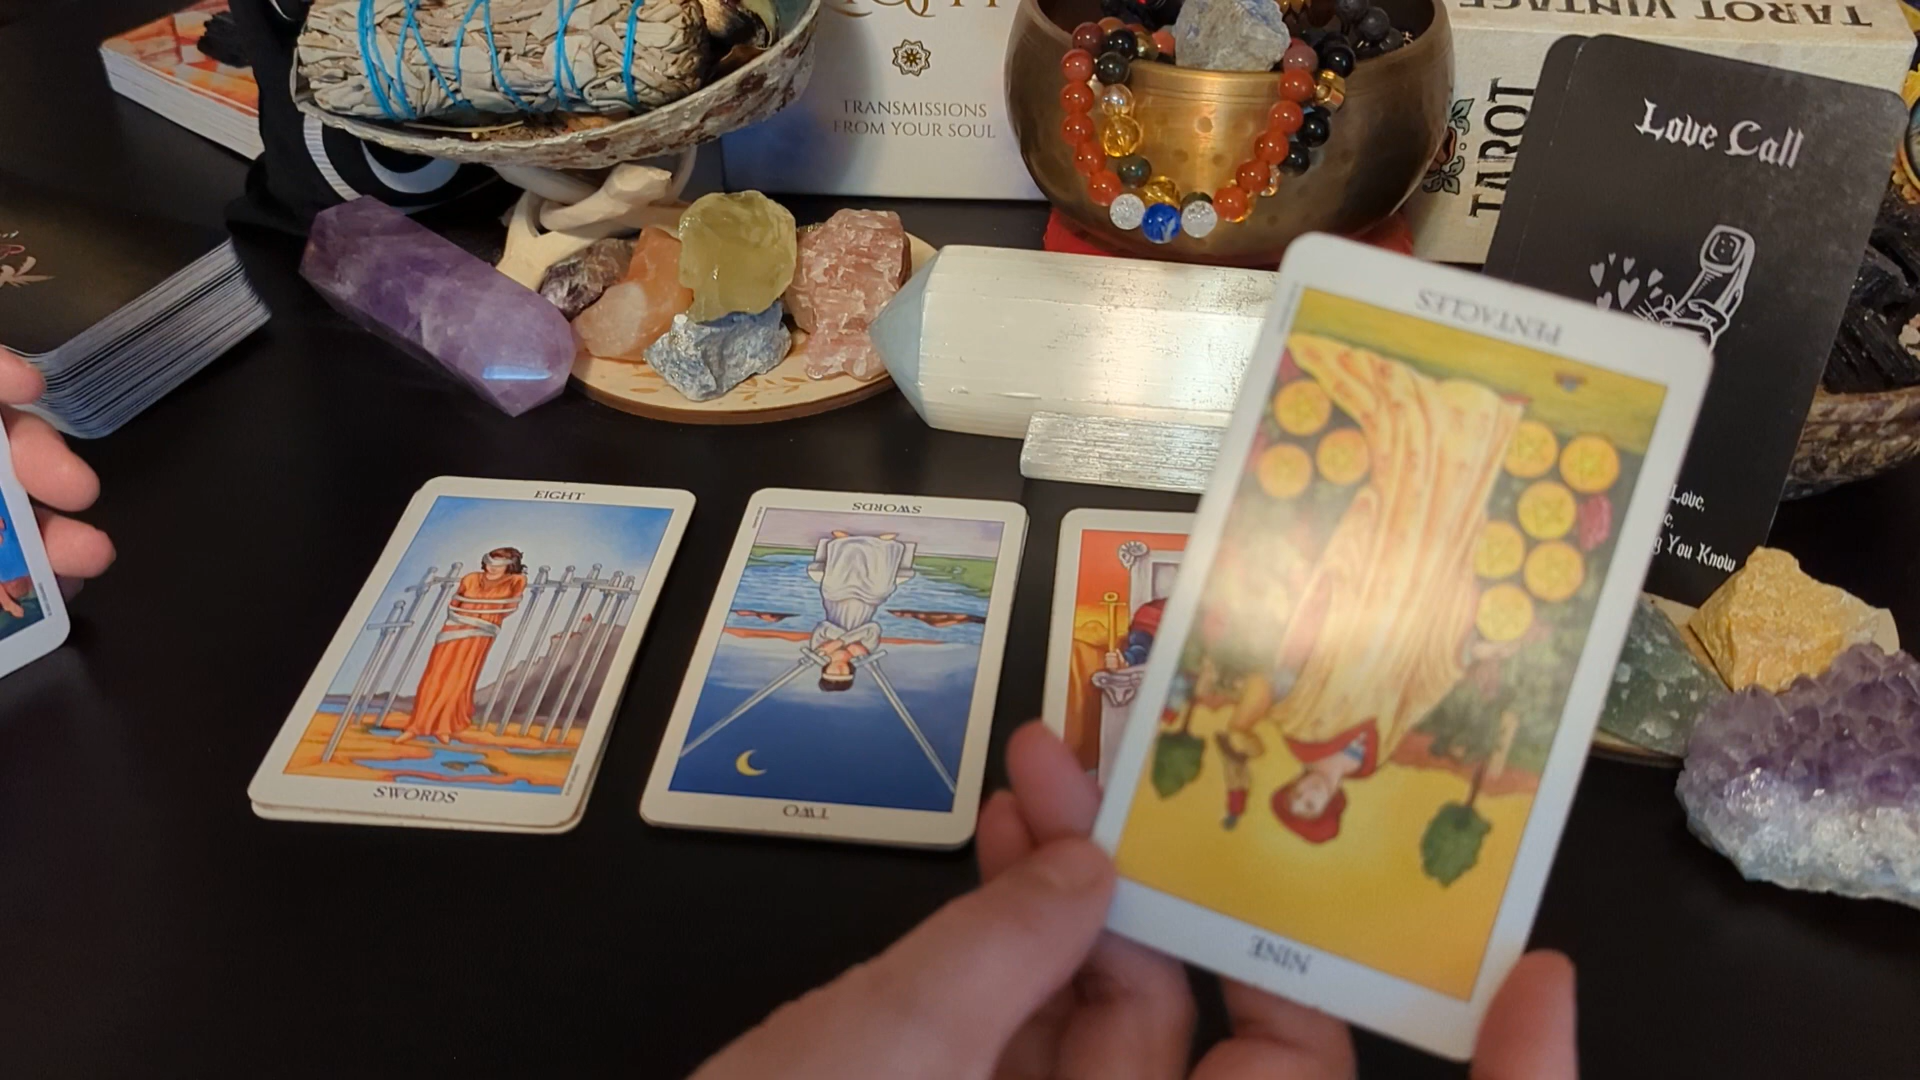 TRANSMISSIONS
FROM YOUR SOUL
TAROT VINTAGE
TAROT
Love Call
Love,
You Know
PENTACLES
NINE
EIGHT
SWORDS
SWORDS
TWO